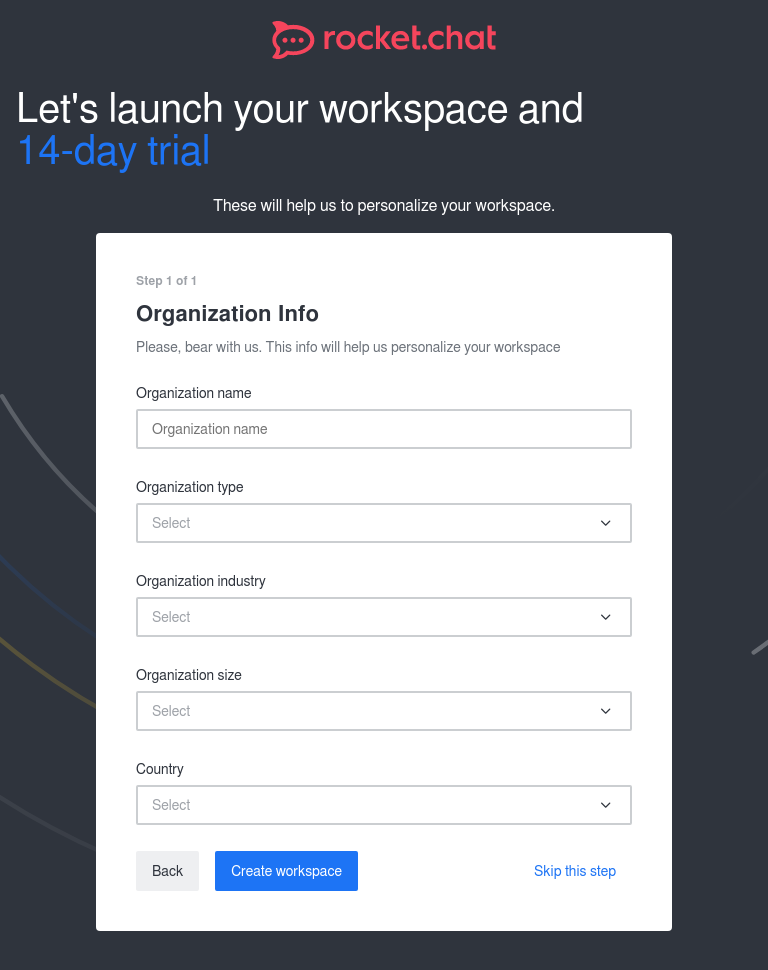 rocket.chat
Let's launch your workspace and
14-day trial
These will help us to personalize your workspace.
Step 1 of 1
Organization Info
Please, bear with us. This info will help us personalize your workspace
Organization name
Organization name
Organization type
Select
Organization industry
Select
Organization size
Select
Country
Select
Back Create workspace Skip this step